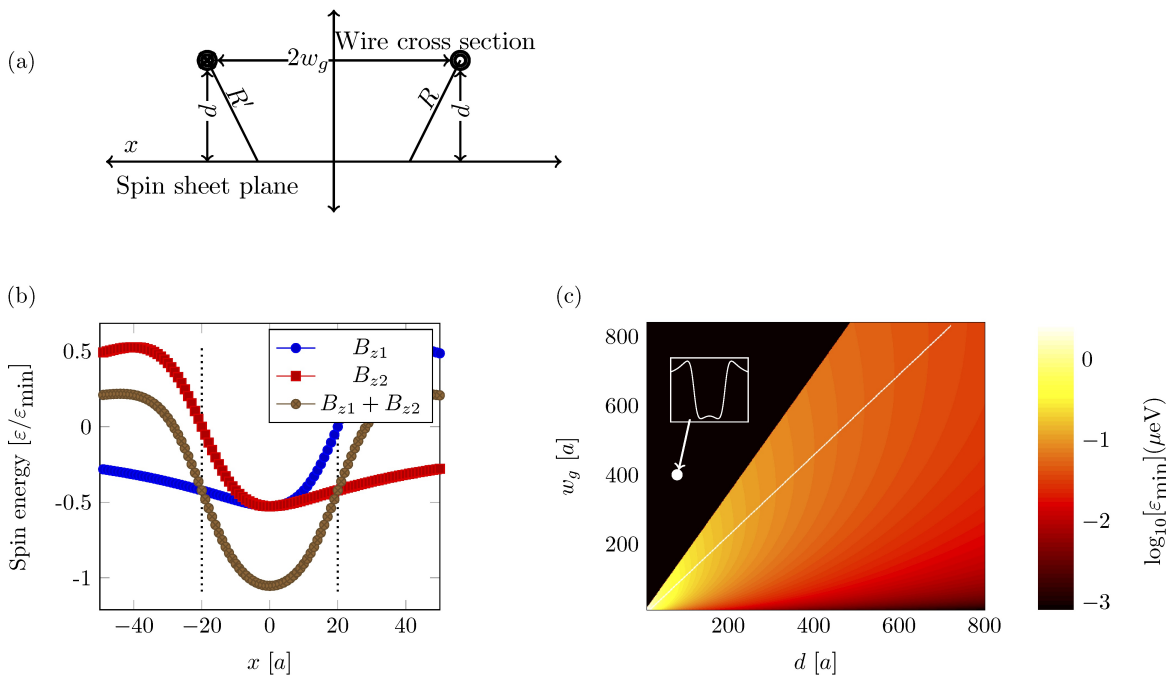 (a)
Wire cross section
2w_g
R′
d
R
d
x
Spin sheet plane
(b)
Spin energy [ε/ε_min]
0.5
0
-0.5
-1
B_z1
B_z2
B_z1 + B_z2
−40 −20 0 20 40
x [a]
(c)
w_g [a]
800
600
400
200
200 400 600 800
d [a]
0
−1
−2
−3
log_10[ε_min](μeV)